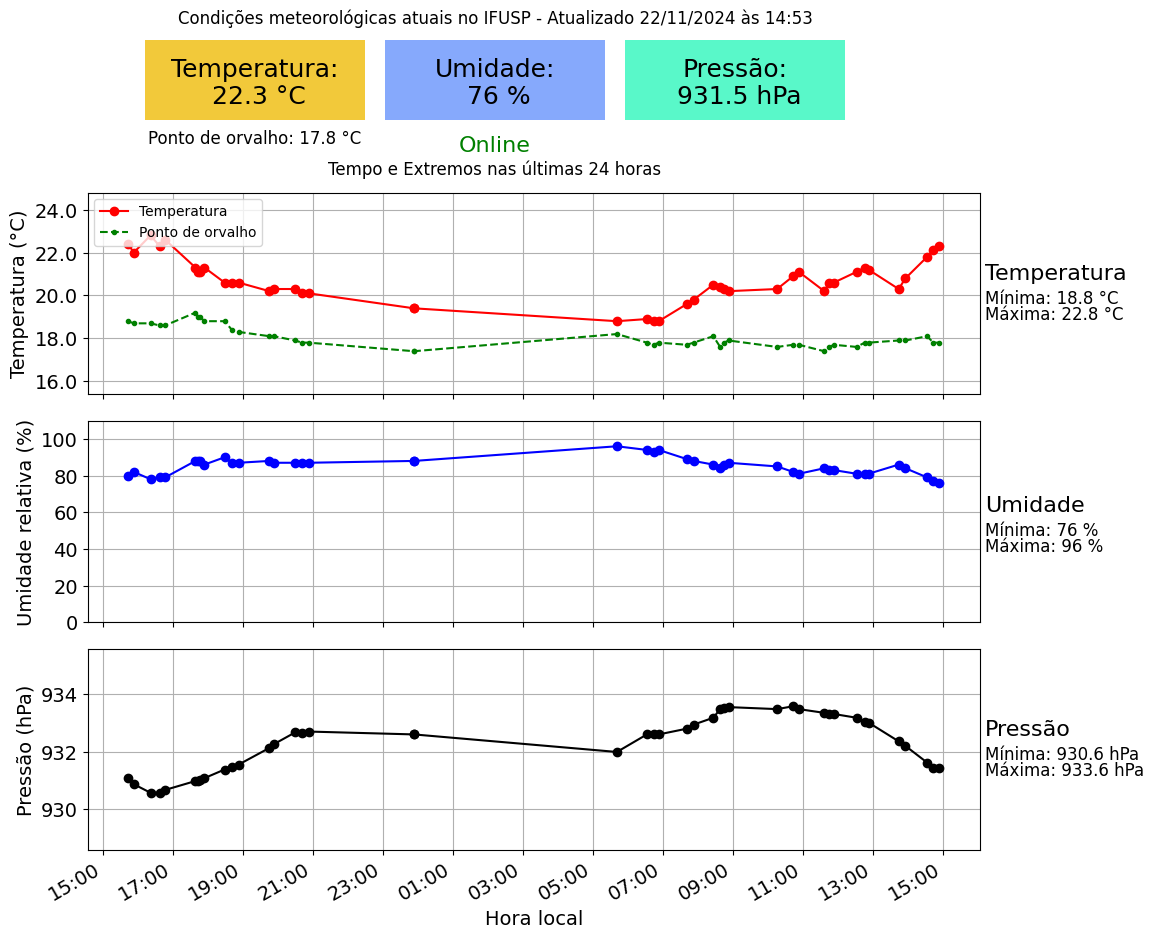 Condições meteorológicas atuais no IFUSP - Atualizado 22/11/2024 às 14:53
Temperatura:
22.3 °C
Umidade:
76 %
Pressão:
931.5 hPa
Ponto de orvalho: 17.8 °C
Online
Tempo e Extremos nas últimas 24 horas
Temperatura (°C)
24.0
22.0
20.0
18.0
16.0
Temperatura
Ponto de orvalho
Temperatura
Mínima: 18.8 °C
Máxima: 22.8 °C
Umidade relativa (%)
100
80
60
40
20
0
Umidade
Mínima: 76 %
Máxima: 96 %
Pressão (hPa)
934
932
930
Pressão
Mínima: 930.6 hPa
Máxima: 933.6 hPa
15:00 17:00 19:00 21:00 23:00 01:00 03:00 05:00 07:00 09:00 11:00 13:00 15:00
Hora local